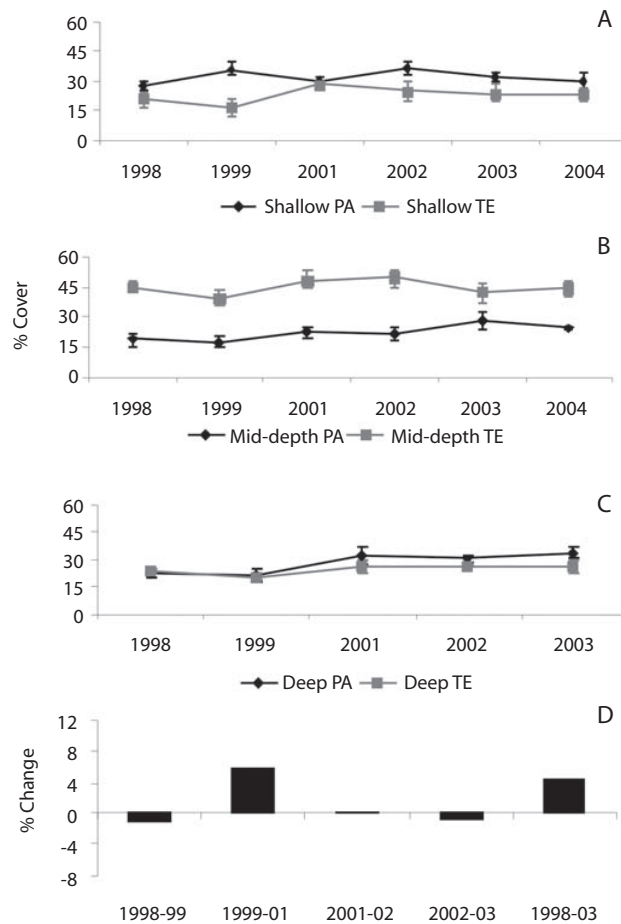 A
60
45
30
15
0
1998 1999 2001 2002 2003 2004
Shallow PA Shallow TE
B
% Cover
60
45
30
15
0
1998 1999 2001 2002 2003 2004
Mid-depth PA Mid-depth TE
C
60
45
30
15
0
1998 1999 2001 2002 2003
Deep PA Deep TE
D
% Change
12
8
4
0
-4
-8
1998-99 1999-01 2001-02 2002-03 1998-03